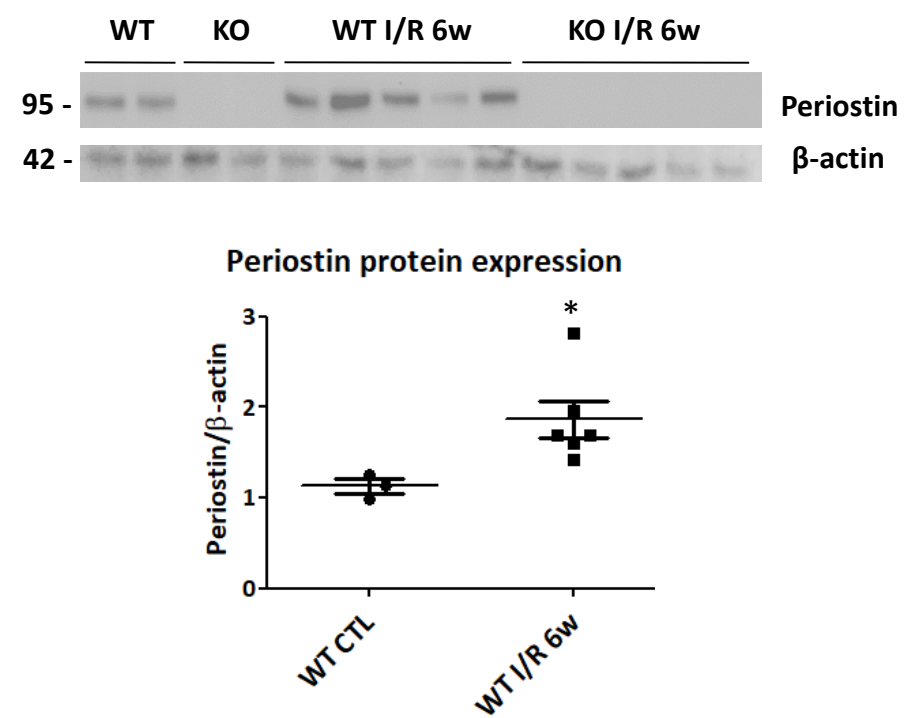 WT KO WT I/R 6w KO I/R 6w
95 - Periostin
42 - β-actin
Periostin protein expression
*
3
2
1
0
Periostin/β-actin
WT CTL
WT I/R 6w